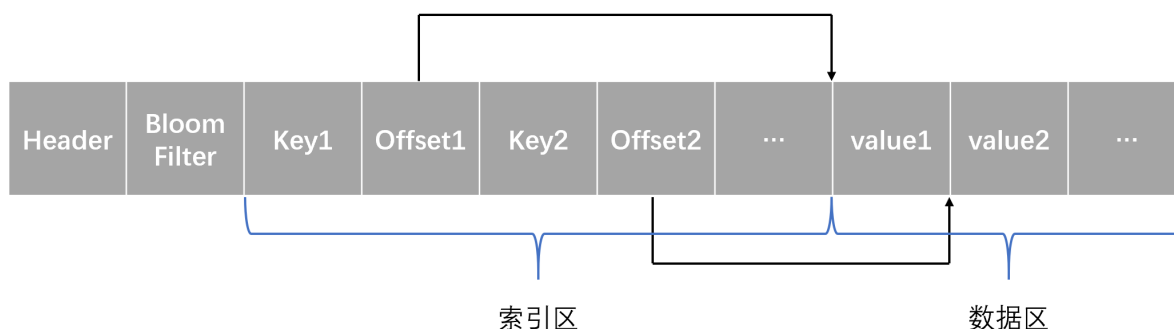 Header
Bloom
Filter
Key1
Offset1
Key2
Offset2
...
value1
value2
...
索引区
数据区